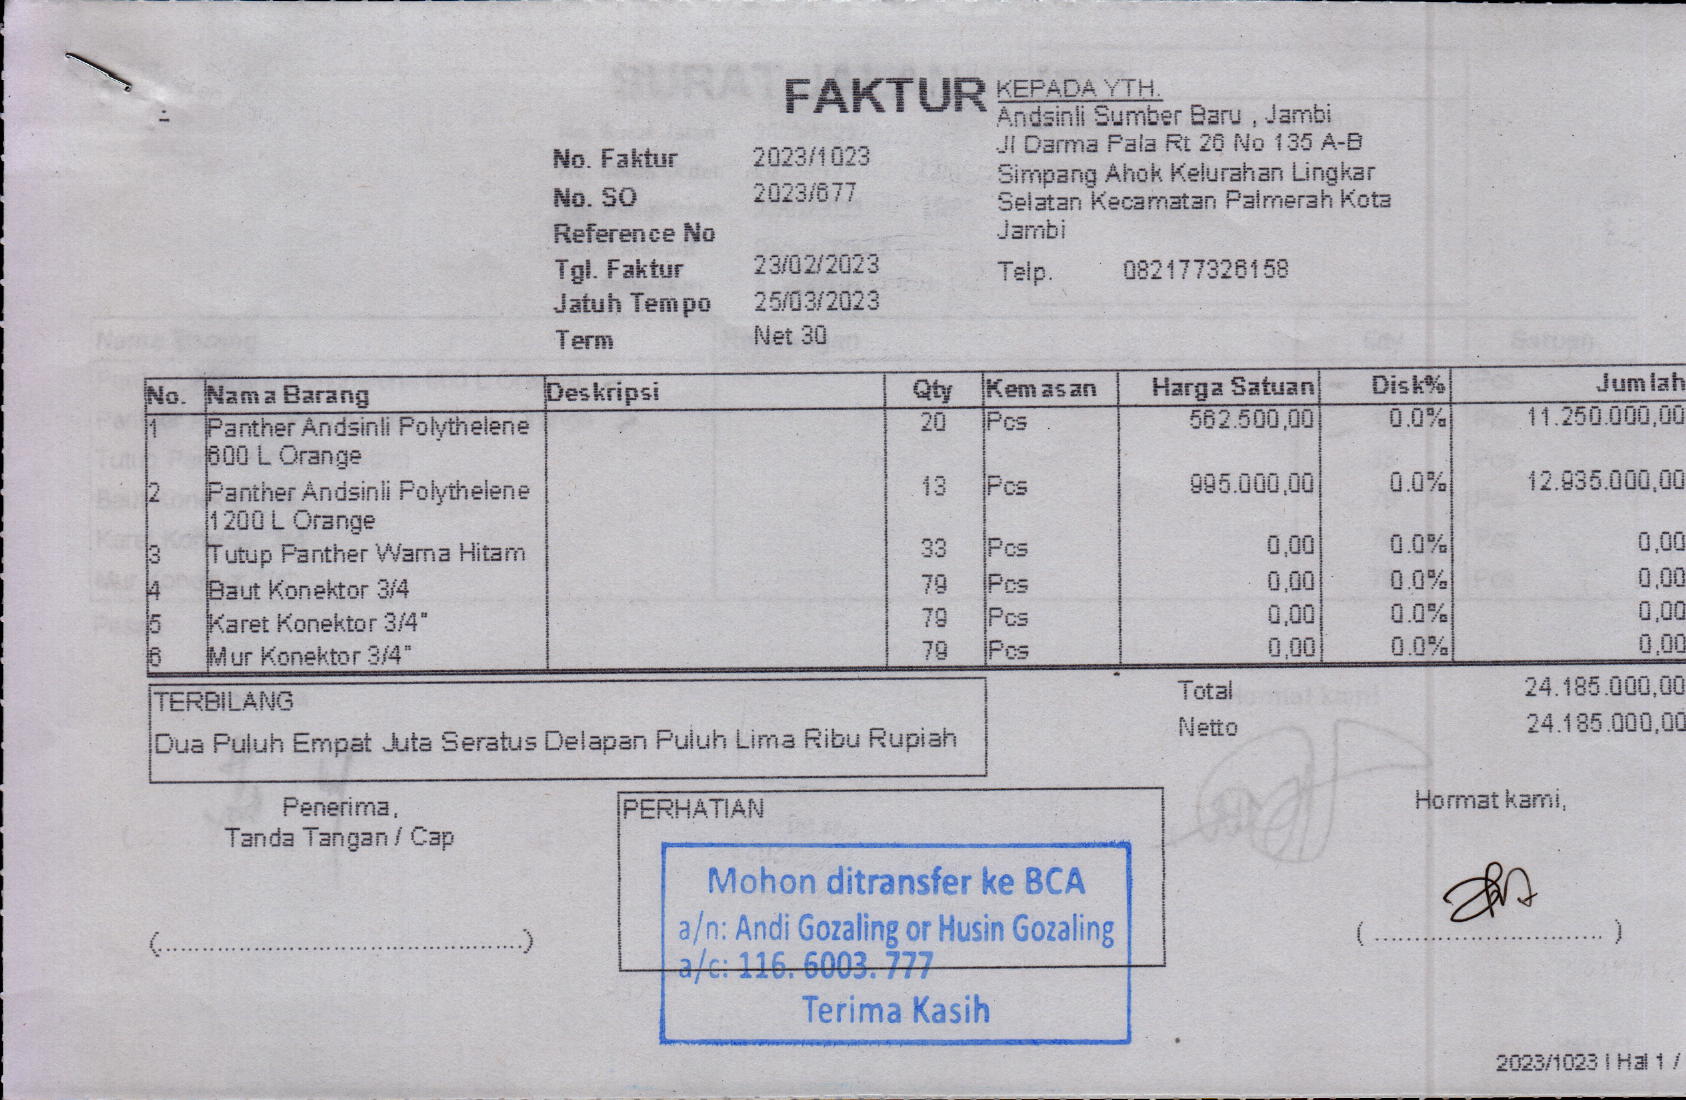 FAKTUR
KEPADA YTH.
Andsinli Sumber Baru , Jambi
Jl Darma Pala Rt 26 No 135 A-B
Simpang Ahok Kelurahan Lingkar
Selatan Kecamatan Palmerah Kota
Jambi
Telp. 082177326158
No. Faktur 2023/1023
No. SO 2023/677
Reference No
Tgl. Faktur 23/02/2023
Jatuh Tempo 25/03/2023
Term Net 30
No. Nama Barang Deskripsi Qty Kemasan Harga Satuan Disk% Jumlah
1 Panther Andsinli Polythelene 20 Pcs 562.500,00 0.0% 11.250.000,00
600 L Orange
2 Panther Andsinli Polythelene 13 Pcs 995.000,00 0.0% 12.935.000,00
1200 L Orange
3 Tutup Panther Warna Hitam 33 Pcs 0,00 0.0% 0,00
4 Baut Konektor 3/4 79 Pcs 0,00 0.0% 0,00
5 Karet Konektor 3/4" 79 Pcs 0,00 0.0% 0,00
6 Mur Konektor 3/4" 79 Pcs 0,00 0.0% 0,00
TERBILANG
Dua Puluh Empat Juta Seratus Delapan Puluh Lima Ribu Rupiah
Total 24.185.000,00
Netto 24.185.000,00
Penerima,
Tanda Tangan / Cap
(................................................)
PERHATIAN
Mohon ditransfer ke BCA
a/n: Andi Gozaling or Husin Gozaling
a/c: 116. 6003. 777
Terima Kasih
Hormat kami,
( .............................. )
2023/1023 | Hal 1 /